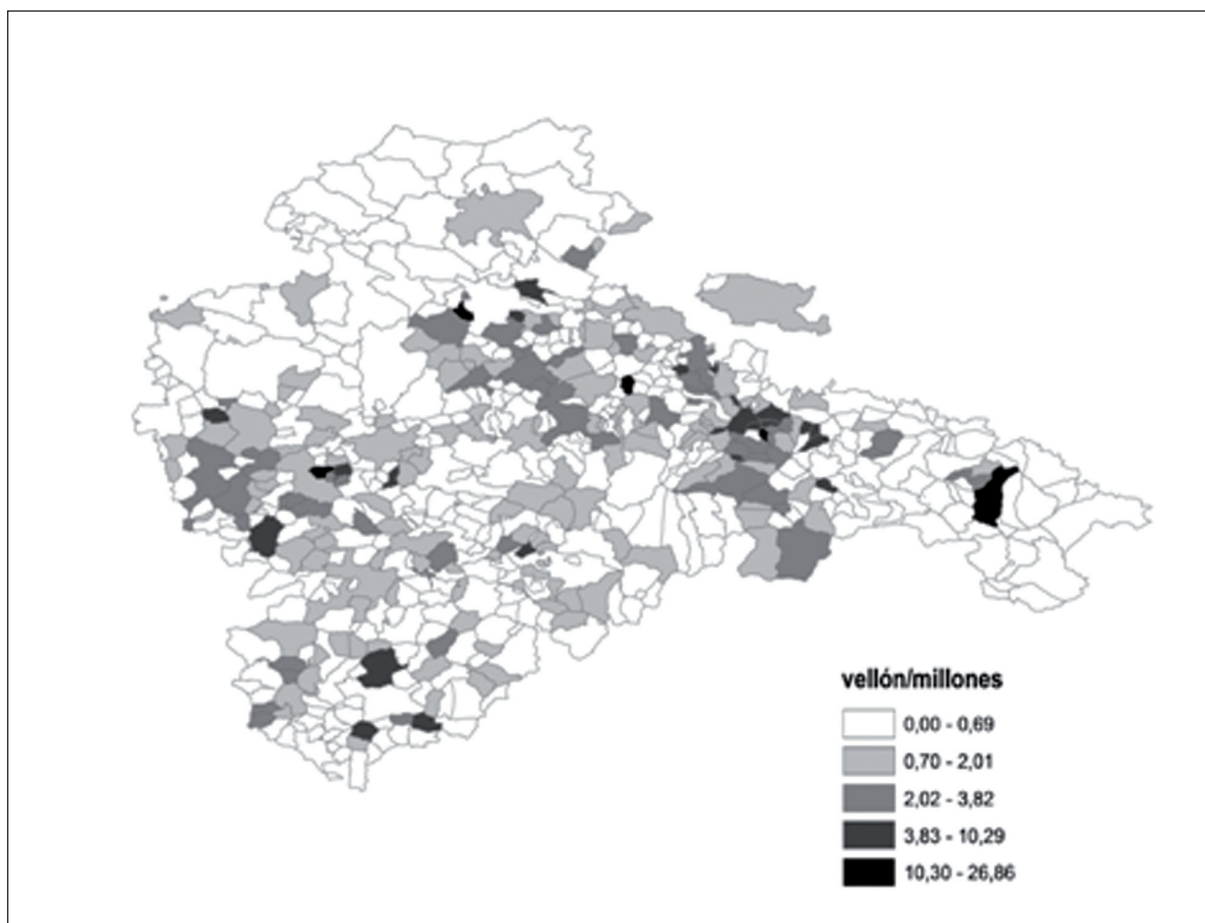 vellón/millones
0,00 - 0,69
0,70 - 2,01
2,02 - 3,82
3,83 - 10,29
10,30 - 26,86